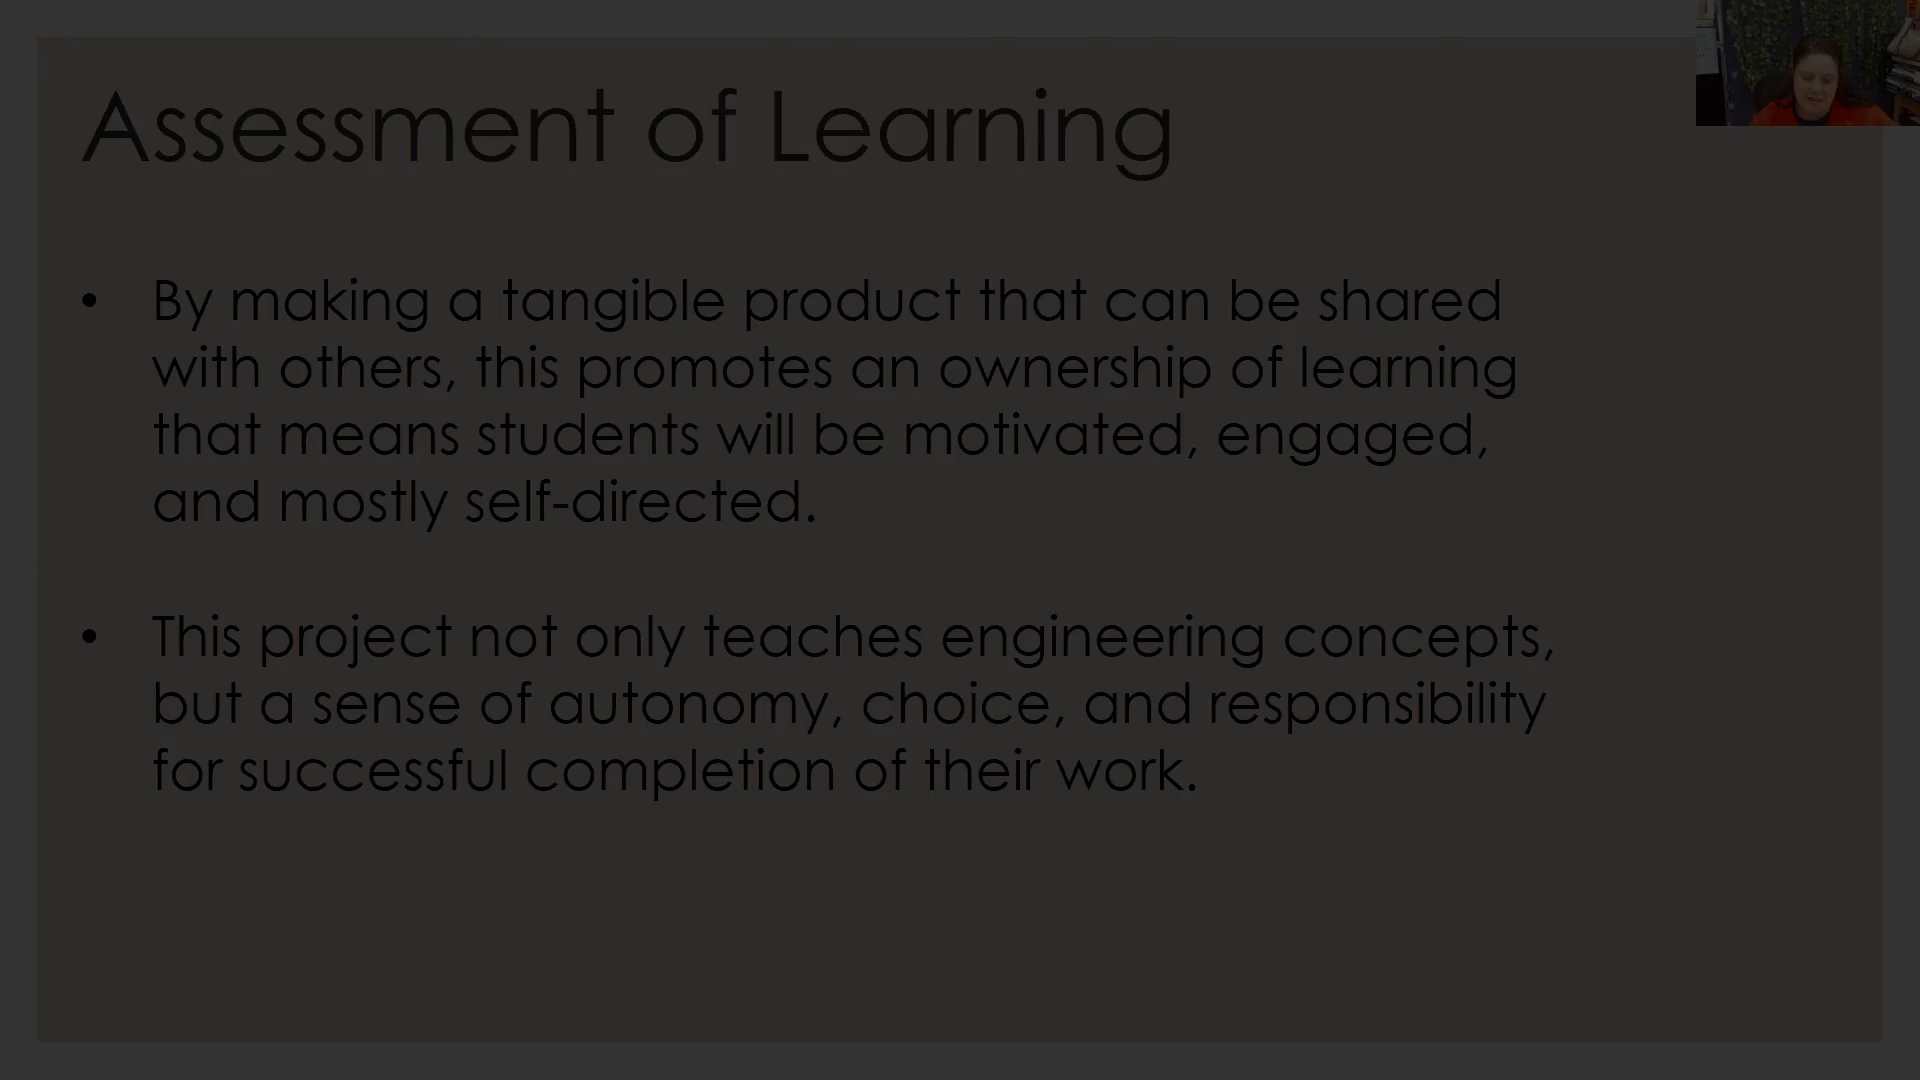 Assessment of Learning
• By making a tangible product that can be shared
with others, this promotes an ownership of learning
that means students will be motivated, engaged,
and mostly self-directed.
• This project not only teaches engineering concepts,
but a sense of autonomy, choice, and responsibility
for successful completion of their work.